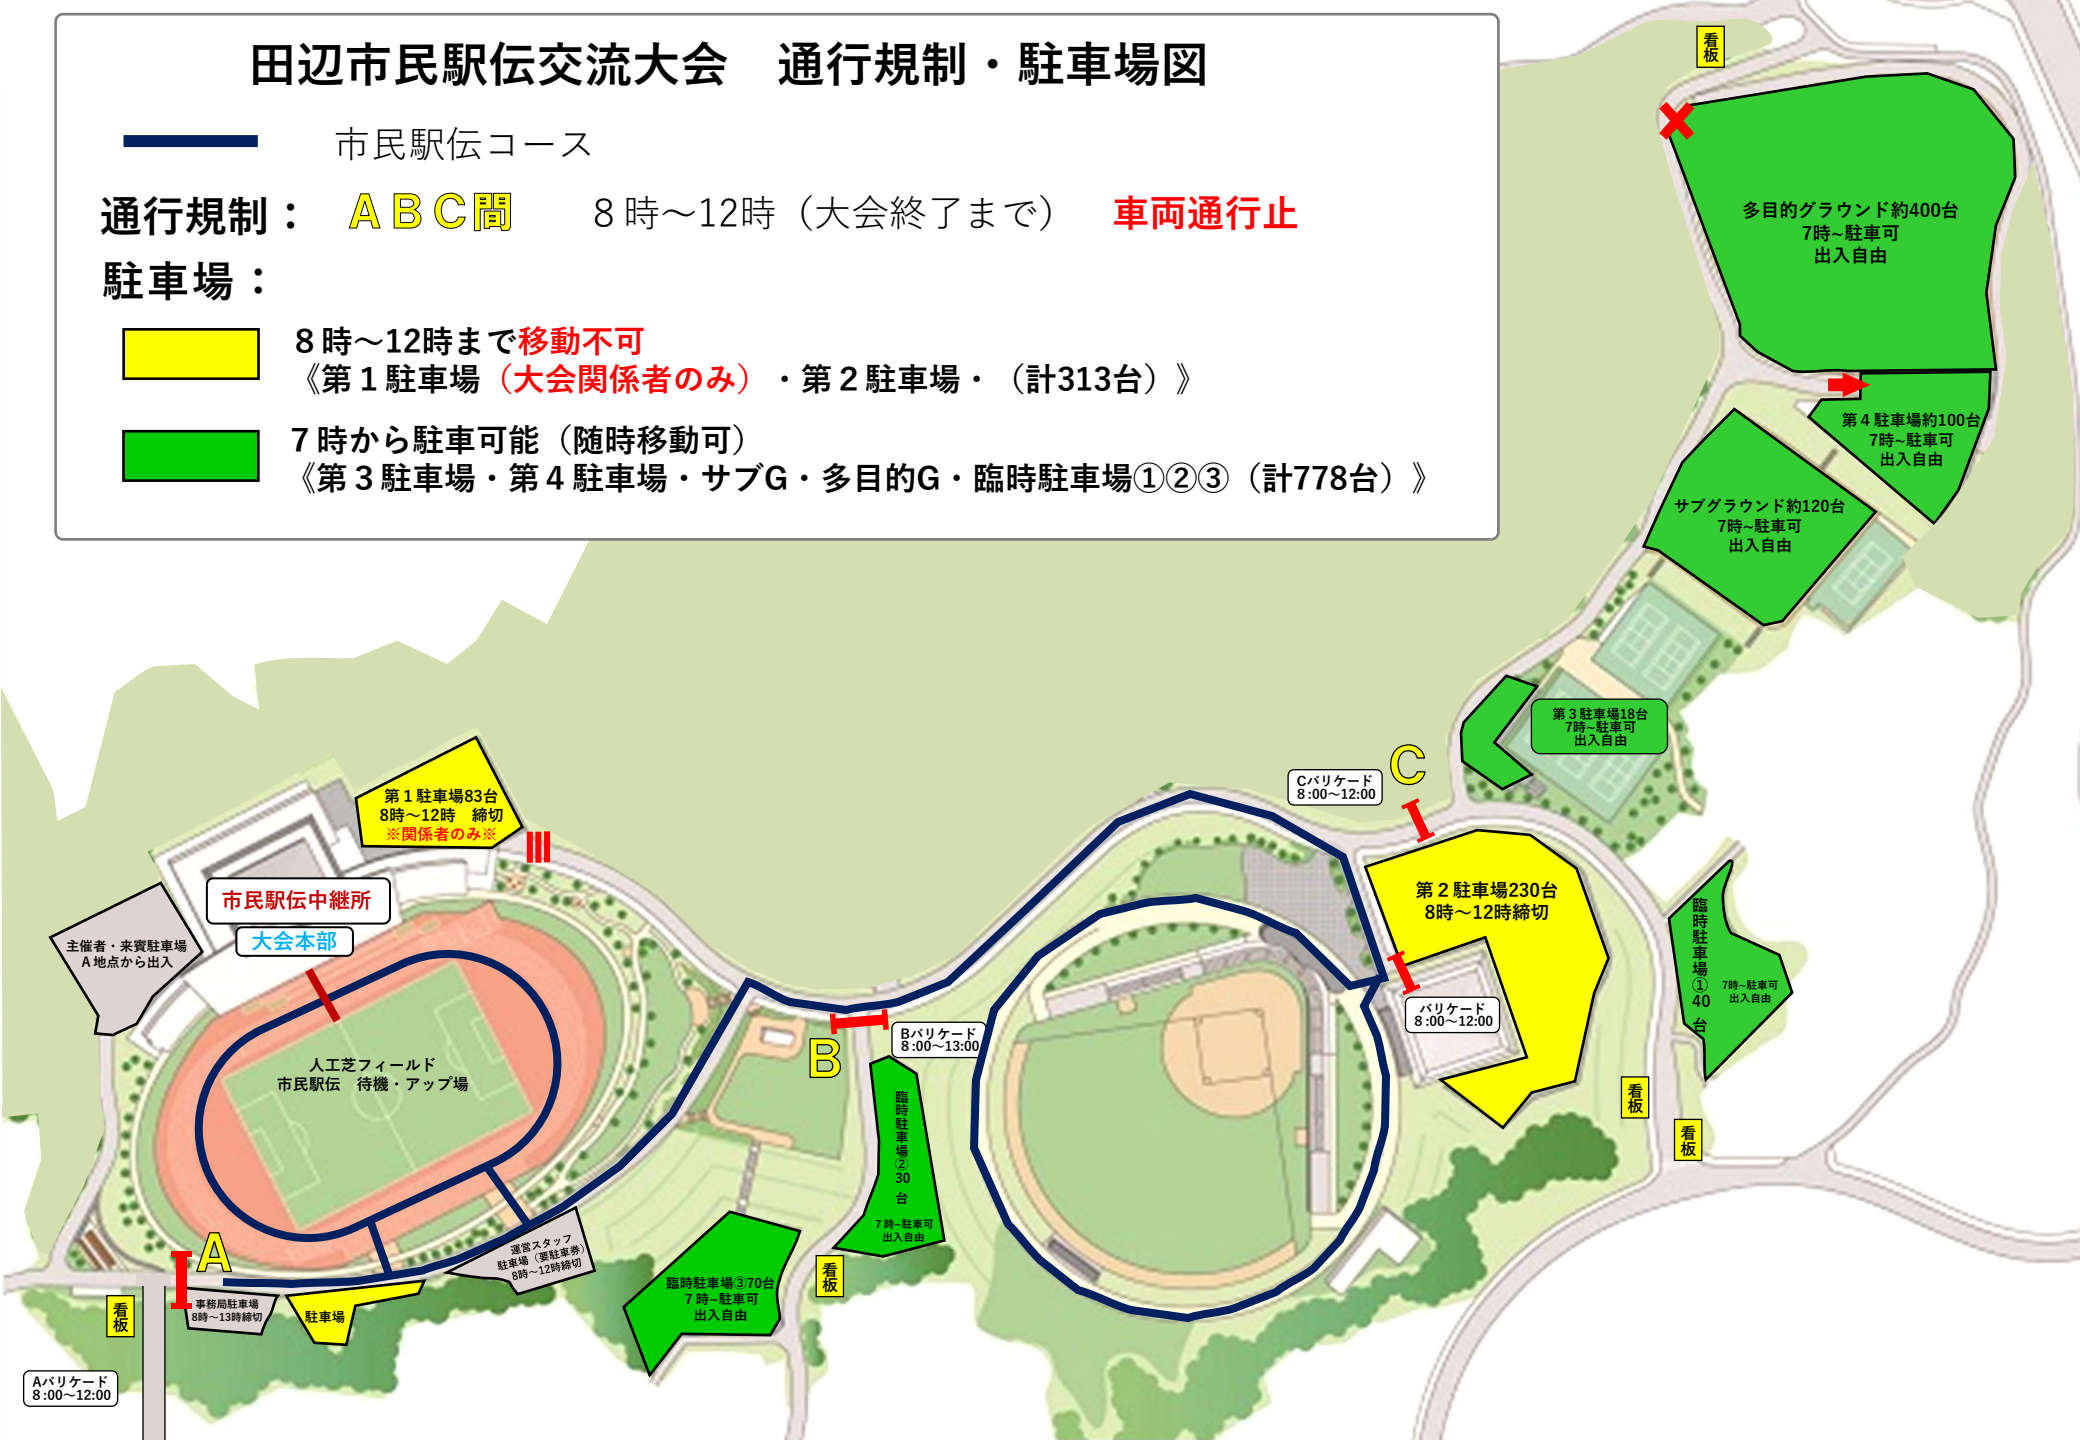 田辺市民駅伝交流大会　通行規制・駐車場図
市民駅伝コース
通行規制：　ＡＢＣ間　８時～12時（大会終了まで）　車両通行止
駐車場：
８時～12時まで移動不可
《第１駐車場（大会関係者のみ）・第２駐車場・（計313台）》
７時から駐車可能（随時移動可）
《第３駐車場・第４駐車場・サブG・多目的G・臨時駐車場①②③（計778台）》
看板
多目的グラウンド約400台
7時~駐車可
出入自由
第４駐車場約100台
7時~駐車可
出入自由
サブグラウンド約120台
7時~駐車可
出入自由
第３駐車場18台
7時~駐車可
出入自由
C
Cバリケード
8:00～12:00
第１駐車場83台
8時～12時　締切
※関係者のみ※
市民駅伝中継所
大会本部
主催者・来賓駐車場
Ａ地点から出入
第２駐車場230台
8時～12時締切
臨時駐車場①40台
7時~駐車可
出入自由
バリケード
8:00～12:00
Bバリケード
8:00～13:00
B
人工芝フィールド
市民駅伝　待機・アップ場
臨時駐車場②30台
７時~駐車可
出入自由
看板
看板
A
運営スタッフ
駐車場（要駐車券）
8時～12時締切
臨時駐車場③70台
７時~駐車可
出入自由
看板
看板
事務局駐車場
8時～13時締切
駐車場
Aバリケード
8:00～12:00